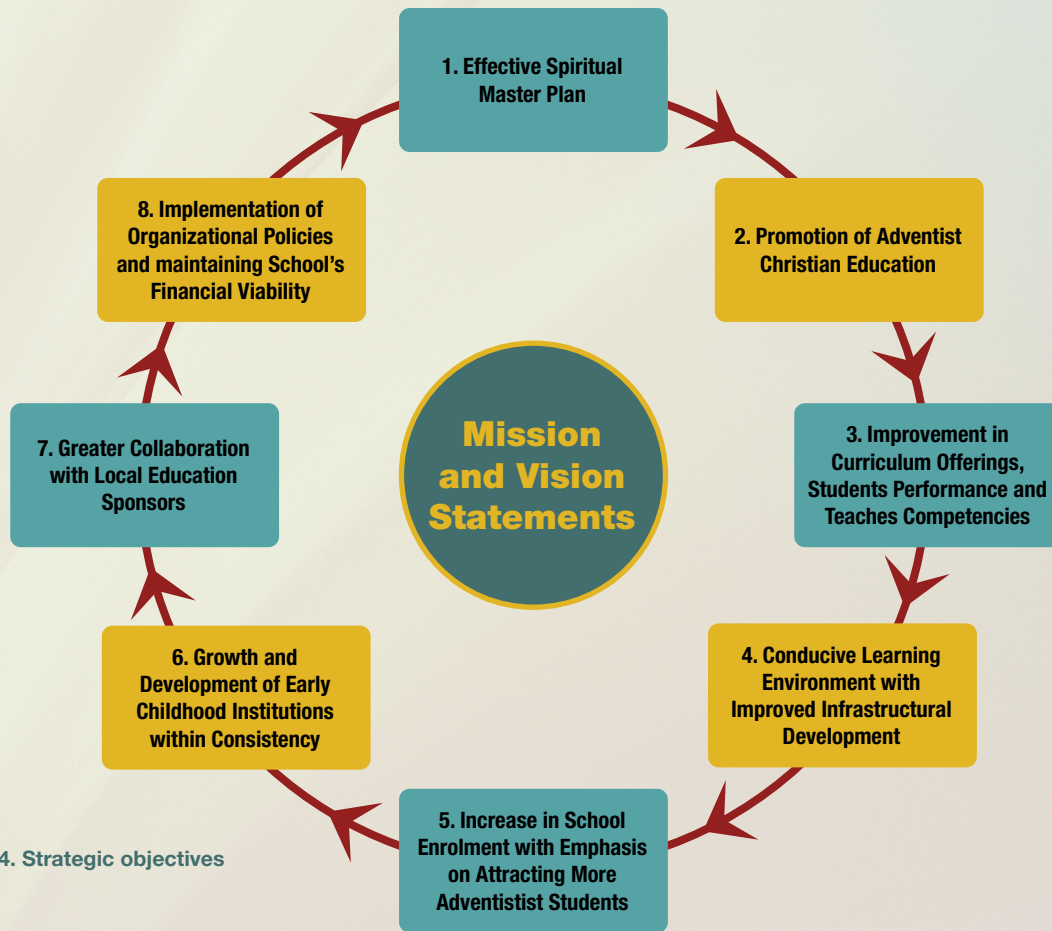 1. Effective Spiritual
Master Plan
2. Promotion of Adventist
Christian Education
3. Improvement in
Curriculum Offerings,
Students Performance and
Teaches Competencies
4. Conducive Learning
Environment with
Improved Infrastructural
Development
5. Increase in School
Enrolment with Emphasis
on Attracting More
Adventistist Students
6. Growth and
Development of Early
Childhood Institutions
within Consistency
7. Greater Collaboration
with Local Education
Sponsors
8. Implementation of
Organizational Policies
and maintaining School’s
Financial Viability
Mission
and Vision
Statements
4. Strategic objectives